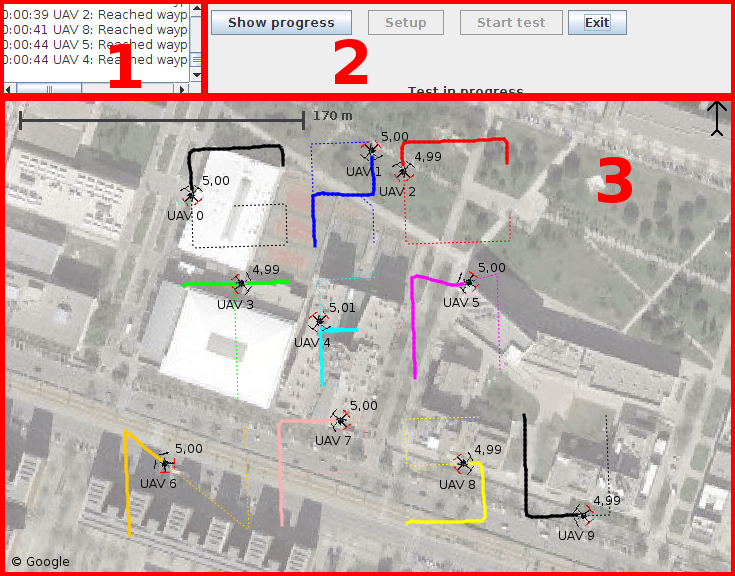 0:00:39 UAV 2: Reached wayp
0:00:41 UAV 8: Reached wayp
0:00:44 UAV 5: Reached wayp
0:00:44 UAV 4: Reached wayp
1
Show progress
Setup
Start test
Exit
2
Test in progress
170 m
3
5,00
UAV 0
5,00
UAV 1
4,99
UAV 2
4,99
UAV 3
5,01
UAV 4
5,00
UAV 5
5,00
UAV 6
5,00
UAV 7
4,99
UAV 8
4,99
UAV 9
© Google